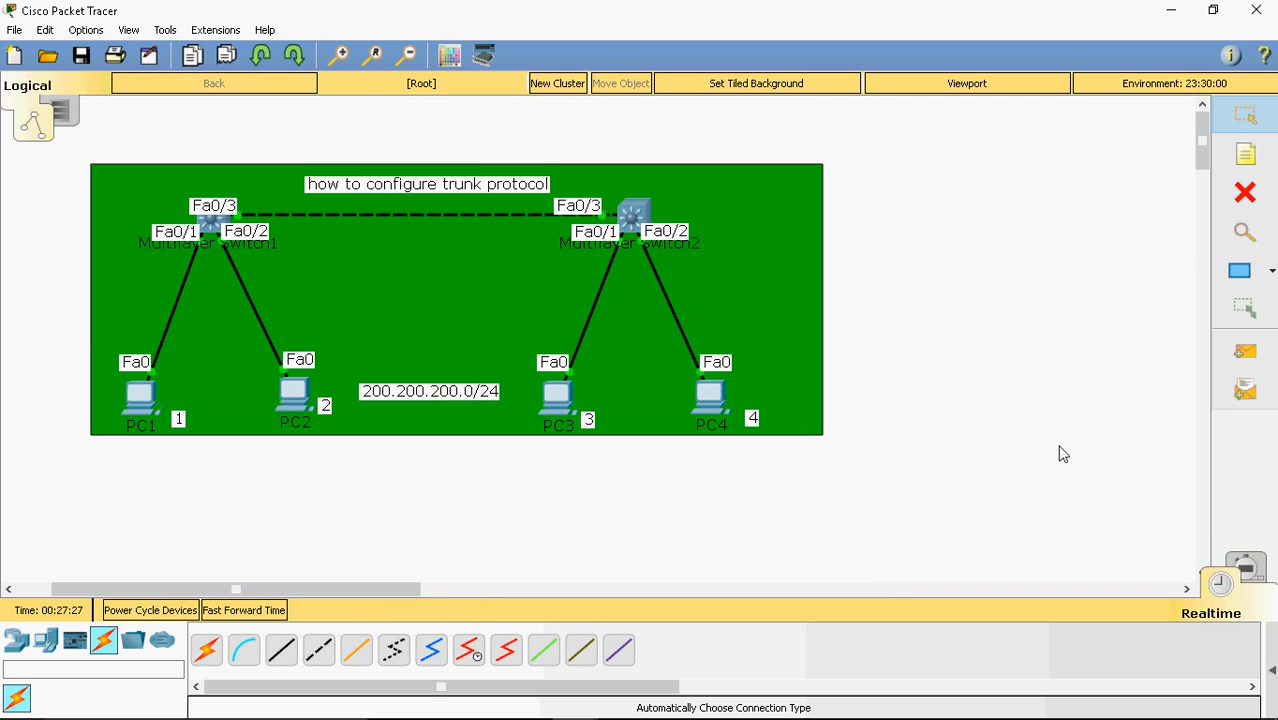 Cisco Packet Tracer
File Edit Options View Tools Extensions Help
Logical Back [Root] New Cluster Move Object Set Tiled Background Viewport Environment: 23:30:00
how to configure trunk protocol
Fa0/3 Fa0/3
Fa0/1 Fa0/2 Fa0/1 Fa0/2
Multilayer Switch1 Multilayer Switch2
Fa0 Fa0 Fa0 Fa0
200.200.200.0/24
1 2 3 4
PC1 PC2 PC3 PC4
Time: 00:27:27 Power Cycle Devices Fast Forward Time Realtime
Automatically Choose Connection Type